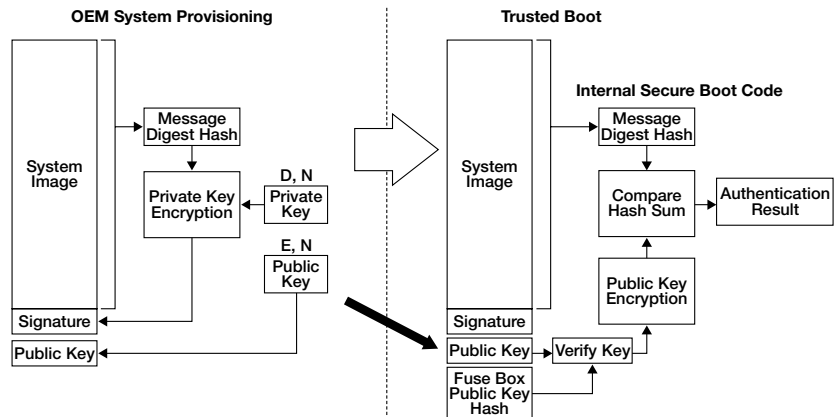 OEM System Provisioning
System
Image
Message
Digest Hash
Private Key
Encryption
D, N
Private
Key
E, N
Public
Key
Signature
Public Key
Trusted Boot
Internal Secure Boot Code
System
Image
Message
Digest Hash
Compare
Hash Sum
Authentication
Result
Public Key
Encryption
Signature
Public Key
Verify Key
Fuse Box
Public Key
Hash